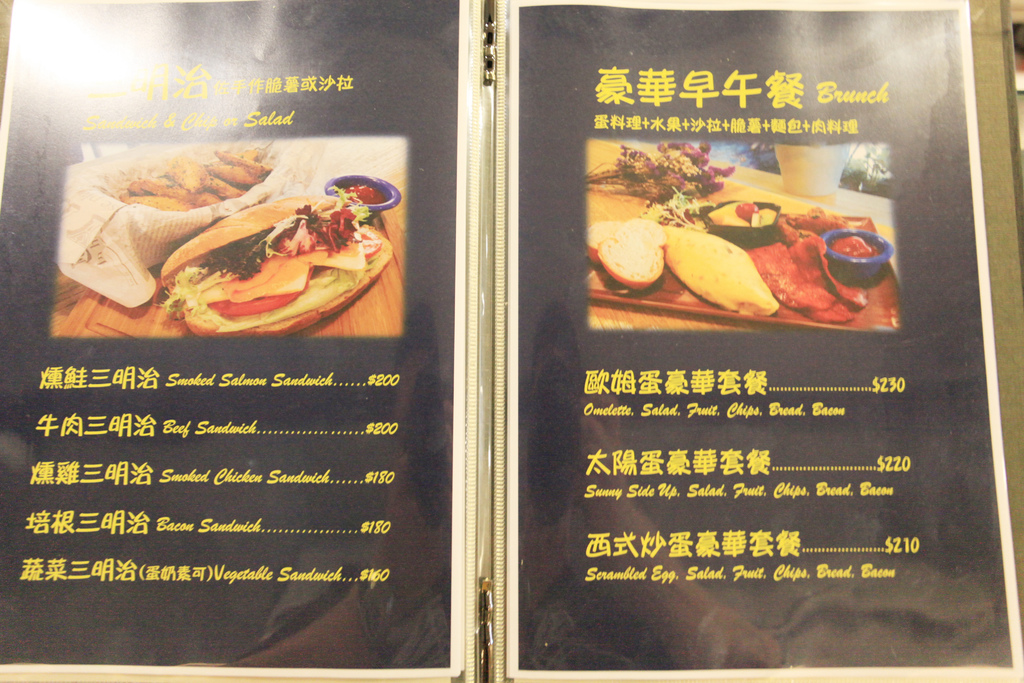 三明治 佐手作脆薯或沙拉
Sandwich & Chip or Salad
燻鮭三明治 Smoked Salmon Sandwich......$200
牛肉三明治 Beef Sandwich..................$200
燻雞三明治 Smoked Chicken Sandwich......$180
培根三明治 Bacon Sandwich................$180
蔬菜三明治(蛋奶素可)Vegetable Sandwich...$160
豪華早午餐 Brunch
蛋料理+水果+沙拉+脆薯+麵包+肉料理
歐姆蛋豪華套餐..........................$230
Omelette, Salad, Fruit, Chips, Bread, Bacon
太陽蛋豪華套餐..........................$220
Sunny Side Up, Salad, Fruit, Chips, Bread, Bacon
西式炒蛋豪華套餐.....................$210
Scrambled Egg, Salad, Fruit, Chips, Bread, Bacon